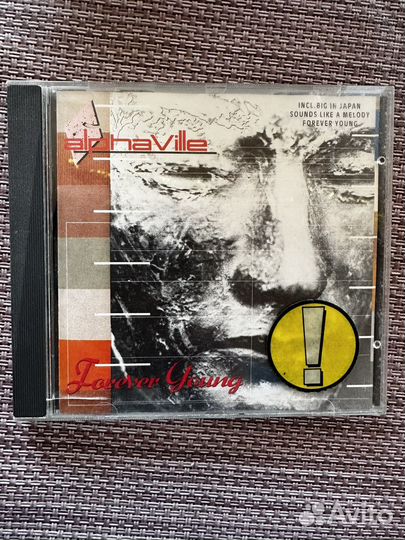 INCL. BIG IN JAPAN
SOUNDS LIKE A MELODY
FOREVER YOUNG
alphaville
Forever Young
!
Avito